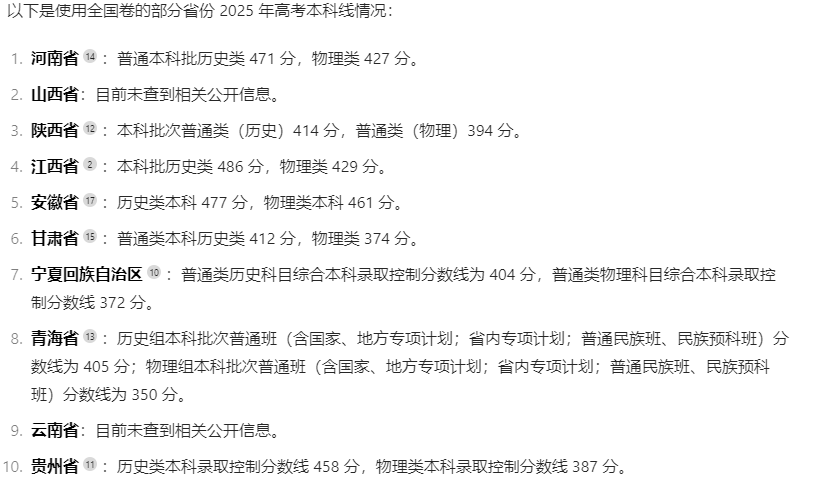 以下是使用全国卷的部分省份 2025 年高考本科线情况：
1. 河南省 14 ：普通本科批历史类 471 分，物理类 427 分。
2. 山西省：目前未查到相关公开信息。
3. 陕西省 12 ：本科批次普通类（历史）414 分，普通类（物理）394 分。
4. 江西省 2 ：本科批历史类 486 分，物理类 429 分。
5. 安徽省 17 ：历史类本科 477 分，物理类本科 461 分。
6. 甘肃省 15 ：普通类本科历史类 412 分，物理类 374 分。
7. 宁夏回族自治区 10 ：普通类历史科目综合本科录取控制分数线为 404 分，普通类物理科目综合本科录取控
制分数线 372 分。
8. 青海省 13 ：历史组本科批次普通班（含国家、地方专项计划；省内专项计划；普通民族班、民族预科班）分
数线为 405 分；物理组本科批次普通班（含国家、地方专项计划；省内专项计划；普通民族班、民族预科
班）分数线为 350 分。
9. 云南省：目前未查到相关公开信息。
10. 贵州省 11 ：历史类本科录取控制分数线 458 分，物理类本科录取控制分数线 387 分。